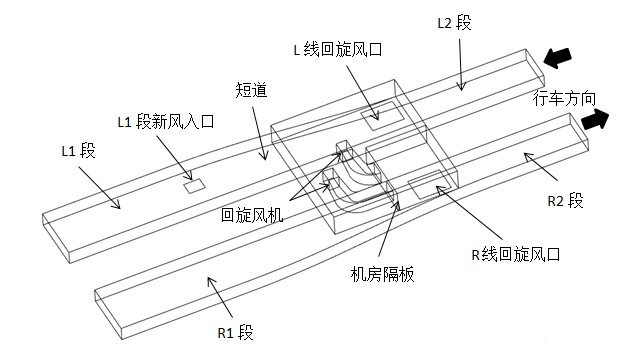 L2 段
L 线回旋风口
短道
行车方向
L1 段新风入口
L1 段
回旋风机
R2 段
R 线回旋风口
机房隔板
R1 段